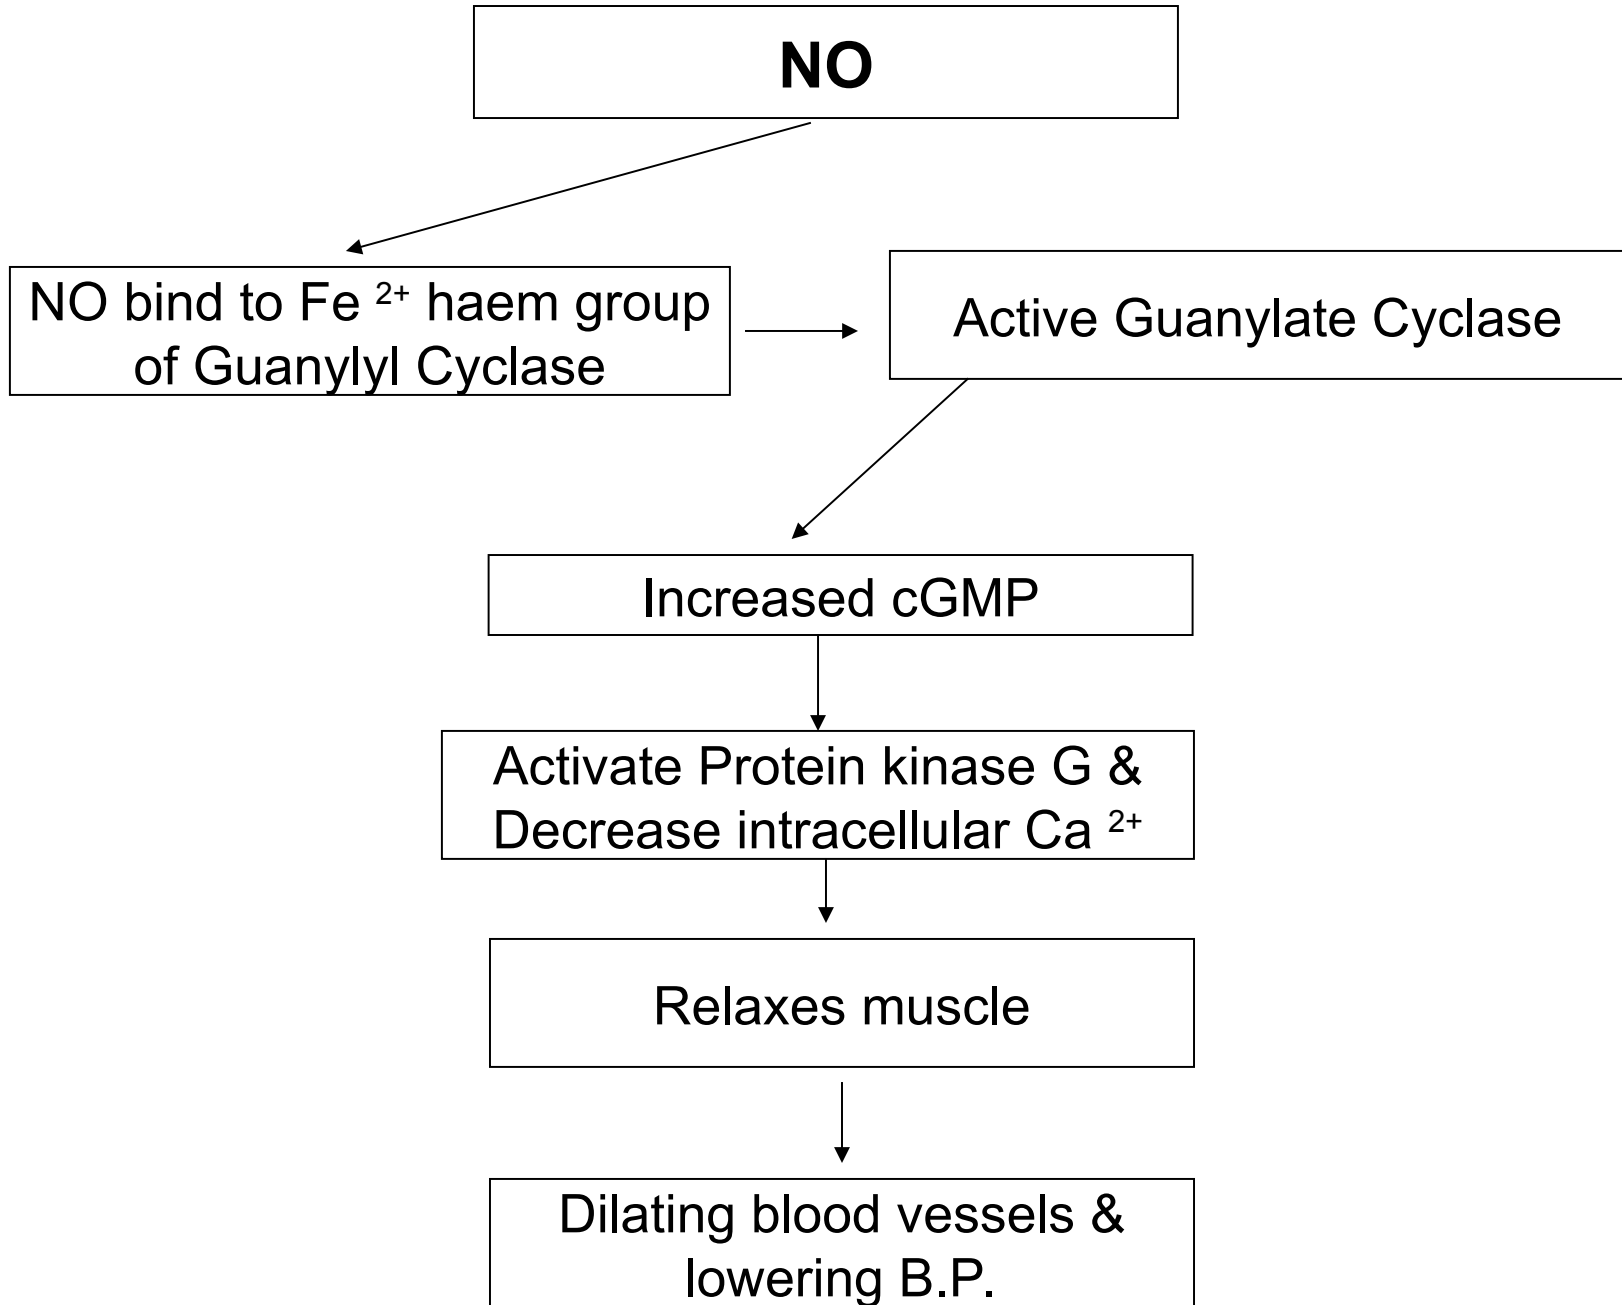 NO
NO bind to Fe 2+ haem group
of Guanylyl Cyclase
Active Guanylate Cyclase
Increased cGMP
Activate Protein kinase G &
Decrease intracellular Ca 2+
Relaxes muscle
Dilating blood vessels &
lowering B.P.